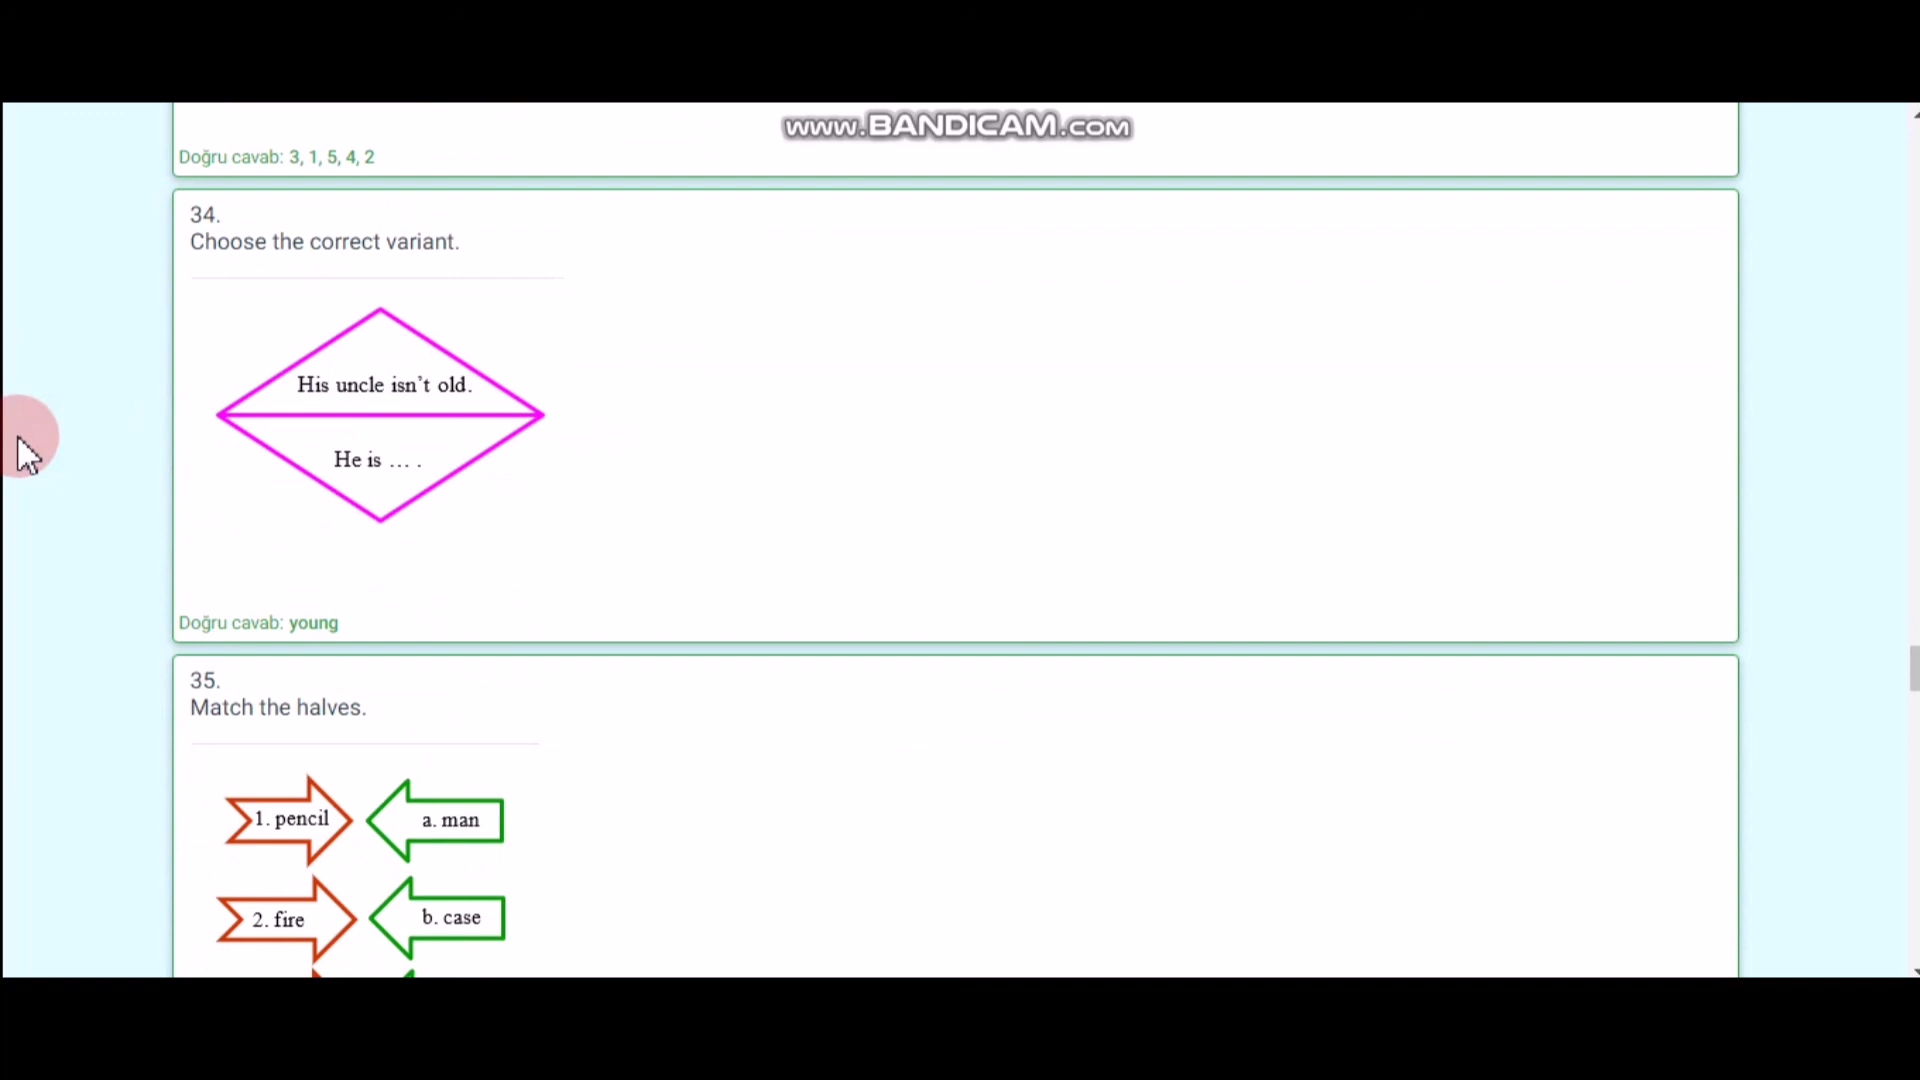 www.BANDICAM.com
Doğru cavab: 3, 1, 5, 4, 2
34.
Choose the correct variant.
His uncle isn't old.
He is ... .
Doğru cavab: young
35.
Match the halves.
1. pencil
a. man
2. fire
b. case